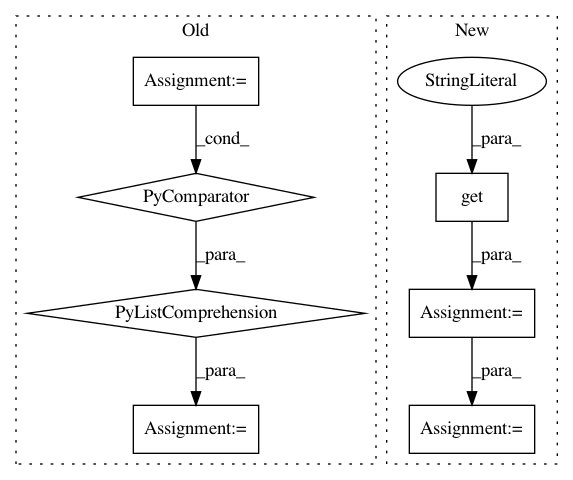 Old
New
Assignment:=
StringLiteral
_cond_
_para_
PyComparator
get
_para_
_para_
PyListComprehension
Assignment:=
_para_
_para_
Assignment:=
Assignment:=